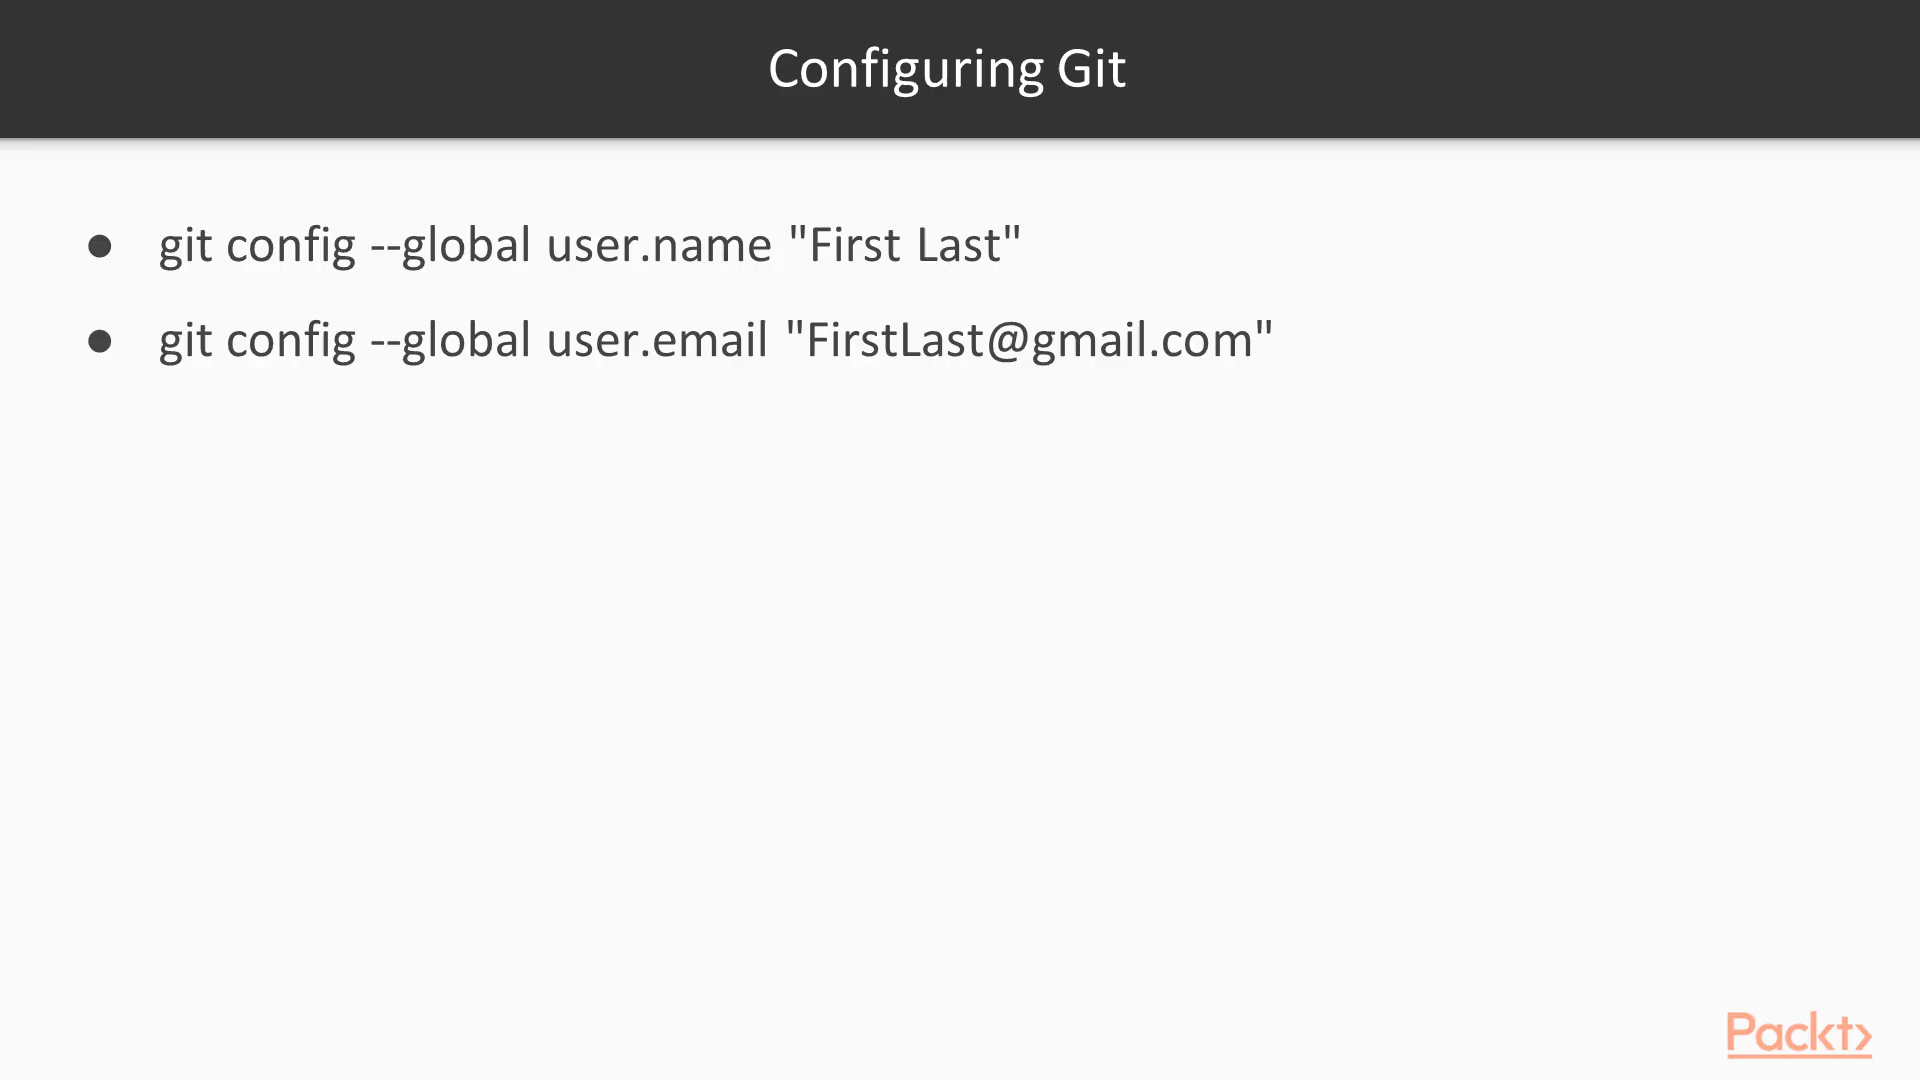 Configuring Git
● git config --global user.name "First Last"
● git config --global user.email "FirstLast@gmail.com"
Packt>